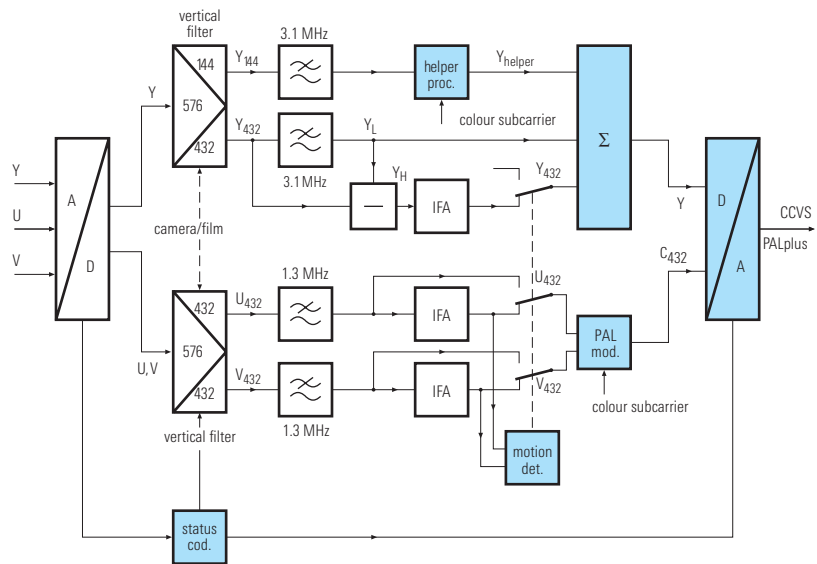 vertical
filter
3.1 MHz
144
Y144
helper
proc.
Yhelper
Y
576
colour subcarrier
432
Y432
YL
3.1 MHz
Σ
Y
U
V
A
D
YH
IFA
Y432
—
camera/film
D
A
Y
CCVS
PALplus
C432
1.3 MHz
432
U432
IFA
U432
576
PAL
mod.
U, V
432
V432
IFA
V432
1.3 MHz
colour subcarrier
vertical filter
motion
det.
status
cod.